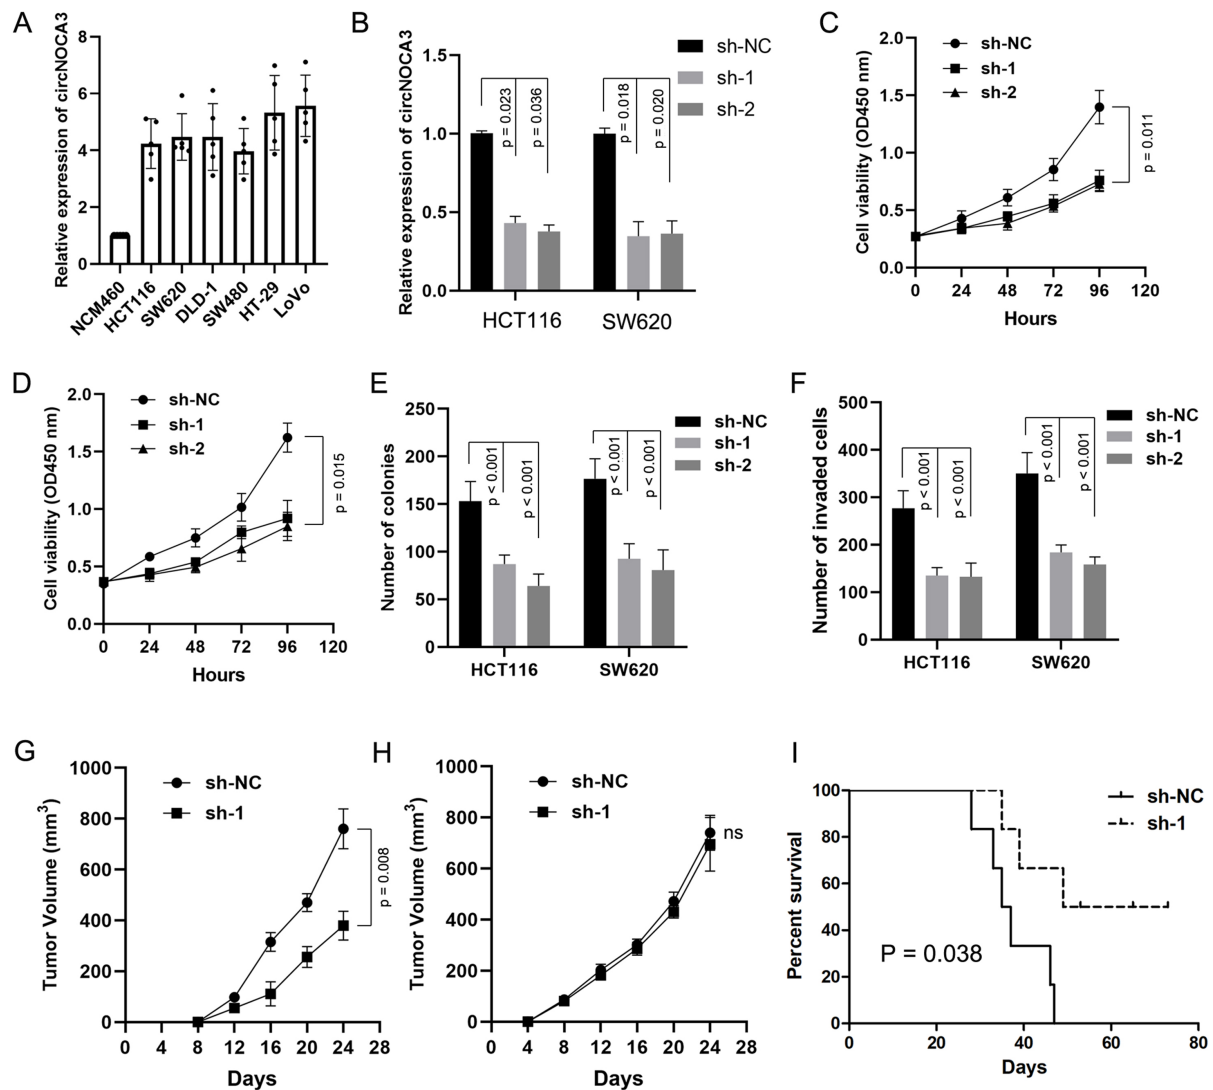 A
Relative expression of circNOCA3
8
6
4
2
0
NCM460
HCT116
SW620
DLD-1
SW480
HT-29
LoVo
B
Relative expression of circNOCA3
1.5
1.0
0.5
0.0
p = 0.023
p = 0.036
p = 0.018
p = 0.020
HCT116
SW620
sh-NC
sh-1
sh-2
C
Cell viability (OD450 nm)
2.0
1.5
1.0
0.5
0.0
sh-NC
sh-1
sh-2
p = 0.011
0 24 48 72 96 120
Hours
D
Cell viability (OD450 nm)
2.0
1.5
1.0
0.5
0.0
sh-NC
sh-1
sh-2
p = 0.015
0 24 48 72 96 120
Hours
E
Number of colonies
250
200
150
100
50
0
p < 0.001
p < 0.001
p < 0.001
p < 0.001
HCT116
SW620
sh-NC
sh-1
sh-2
F
Number of invaded cells
500
400
300
200
100
0
p < 0.001
p < 0.001
p < 0.001
p < 0.001
HCT116
SW620
sh-NC
sh-1
sh-2
G
Tumor Volume (mm3)
1000
800
600
400
200
0
sh-NC
sh-1
p = 0.008
0 4 8 12 16 20 24 28
Days
H
Tumor Volume (mm3)
1000
800
600
400
200
0
sh-NC
sh-1
ns
0 4 8 12 16 20 24 28
Days
I
Percent survival
100
80
60
40
20
0
sh-NC
sh-1
P = 0.038
0 20 40 60 80
Days